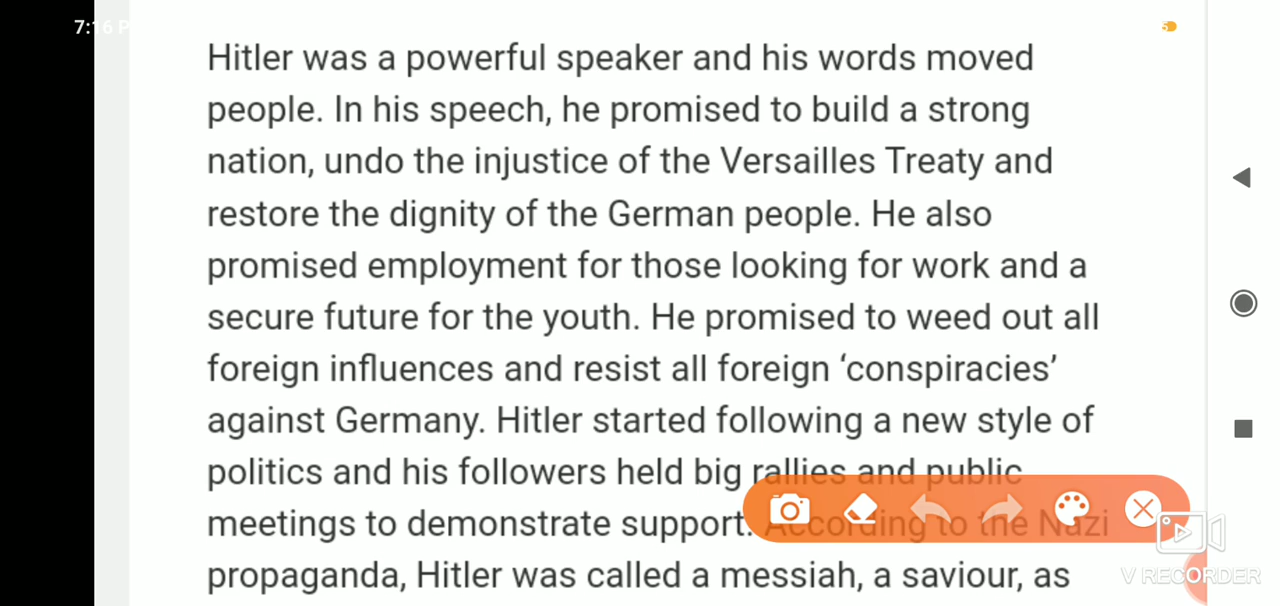 7:16 P
Hitler was a powerful speaker and his words moved
people. In his speech, he promised to build a strong
nation, undo the injustice of the Versailles Treaty and
restore the dignity of the German people. He also
promised employment for those looking for work and a
secure future for the youth. He promised to weed out all
foreign influences and resist all foreign ‘conspiracies’
against Germany. Hitler started following a new style of
politics and his followers held big rallies and public
meetings to demonstrate support. According to the Nazi
propaganda, Hitler was called a messiah, a saviour, as
V RECORDER